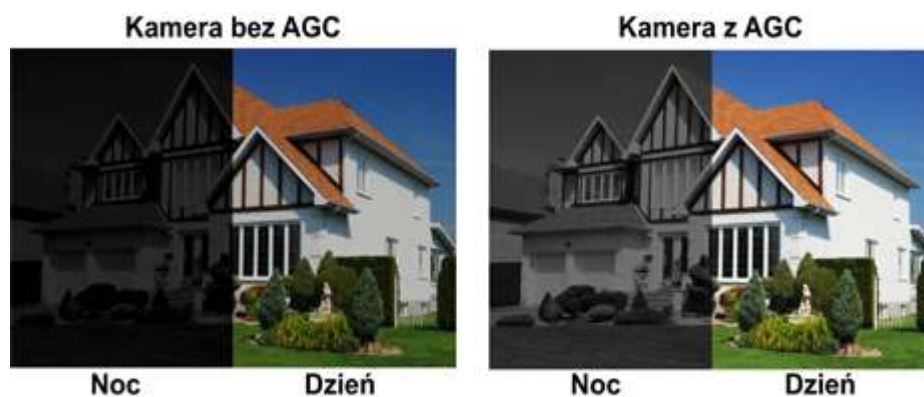 Kamera bez AGC
Kamera z AGC
Noc
Dzień
Noc
Dzień